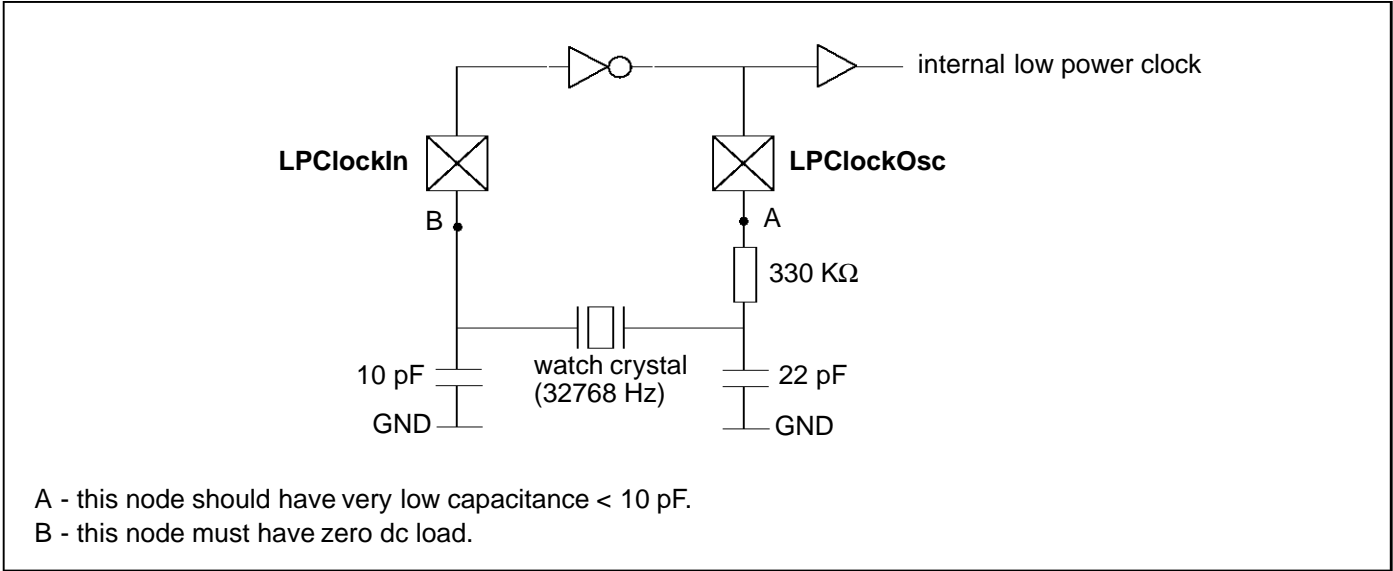 internal low power clock
LPClockIn
LPClockOsc
B
A
330 KΩ
10 pF
watch crystal
(32768 Hz)
22 pF
GND
GND
A - this node should have very low capacitance < 10 pF.
B - this node must have zero dc load.